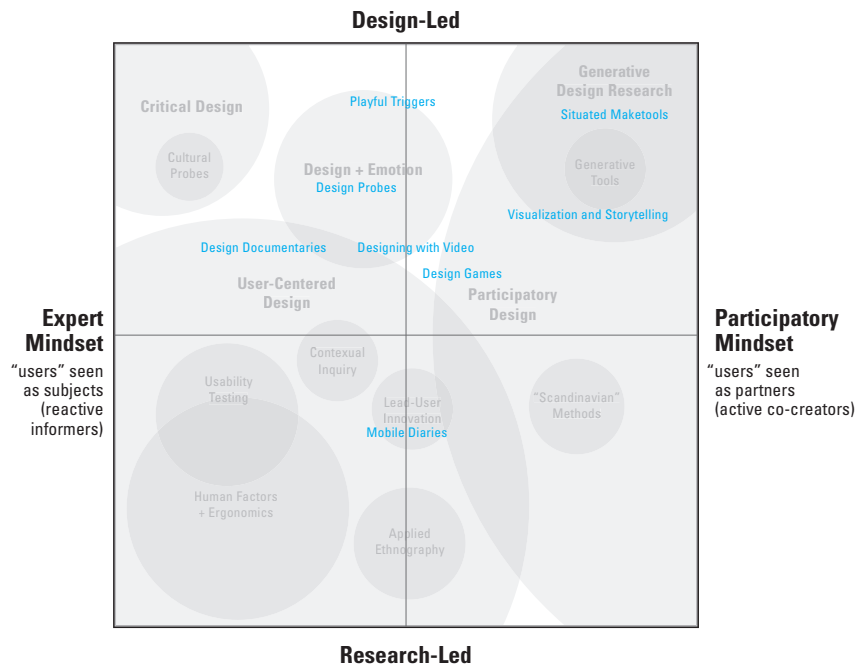 Design-Led
Generative
Design Research
Critical Design
Playful Triggers
Situated Maketools
Cultural
Probes
Design + Emotion
Design Probes
Generative
Tools
Visualization and Storytelling
Design Documentaries
Designing with Video
Design Games
User-Centered
Design
Participatory
Design
Expert
Mindset
"users" seen
as subjects
(reactive
informers)
Participatory
Mindset
"users" seen
as partners
(active co-creators)
Contexual
Inquiry
Usability
Testing
Lead-User
Innovation
Mobile Diaries
"Scandinavian"
Methods
Human Factors
+ Ergonomics
Applied
Ethnography
Research-Led